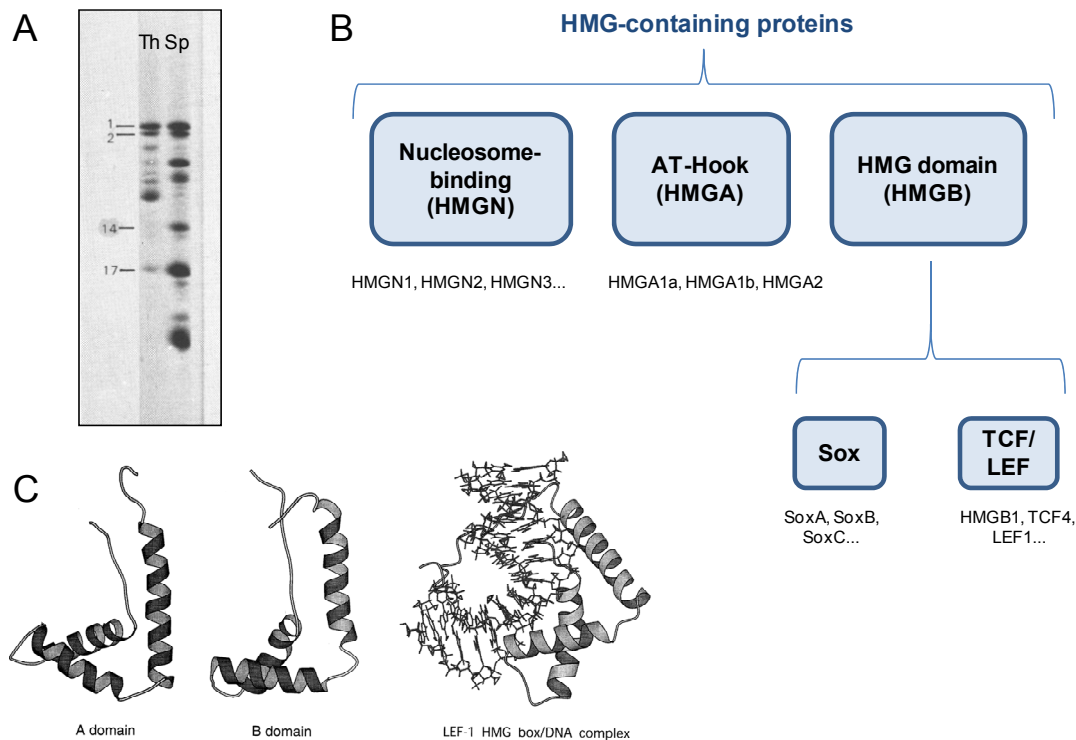 A
Th Sp
1
2
14
17
B
HMG-containing proteins
Nucleosome-
binding
(HMGN)
AT-Hook
(HMGA)
HMG domain
(HMGB)
HMGN1, HMGN2, HMGN3...
HMGA1a, HMGA1b, HMGA2
Sox
TCF/
LEF
SoxA, SoxB,
SoxC...
HMGB1, TCF4,
LEF1...
C
A domain
B domain
LEF-1 HMG box/DNA complex